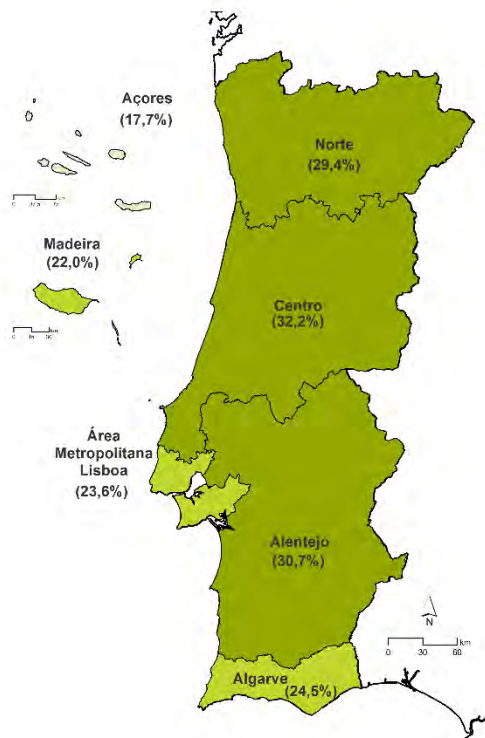 Açores
(17,7%)
Norte
(29,4%)
Madeira
(22,0%)
Centro
(32,2%)
Área
Metropolitana
Lisboa
(23,6%)
Alentejo
(30,7%)
N
km
0 30 60
Algarve (24,5%)